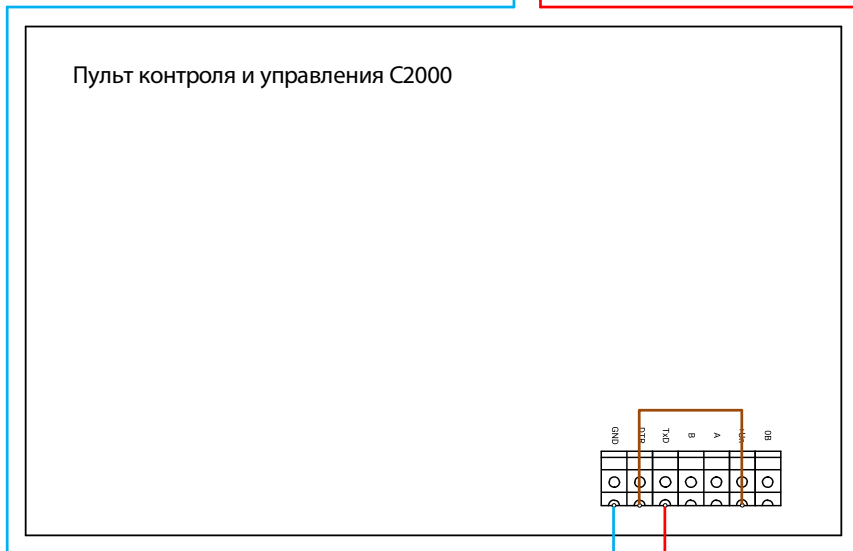 Пульт контроля и управления С2000
GND DTR TxD B A +Uп 0В